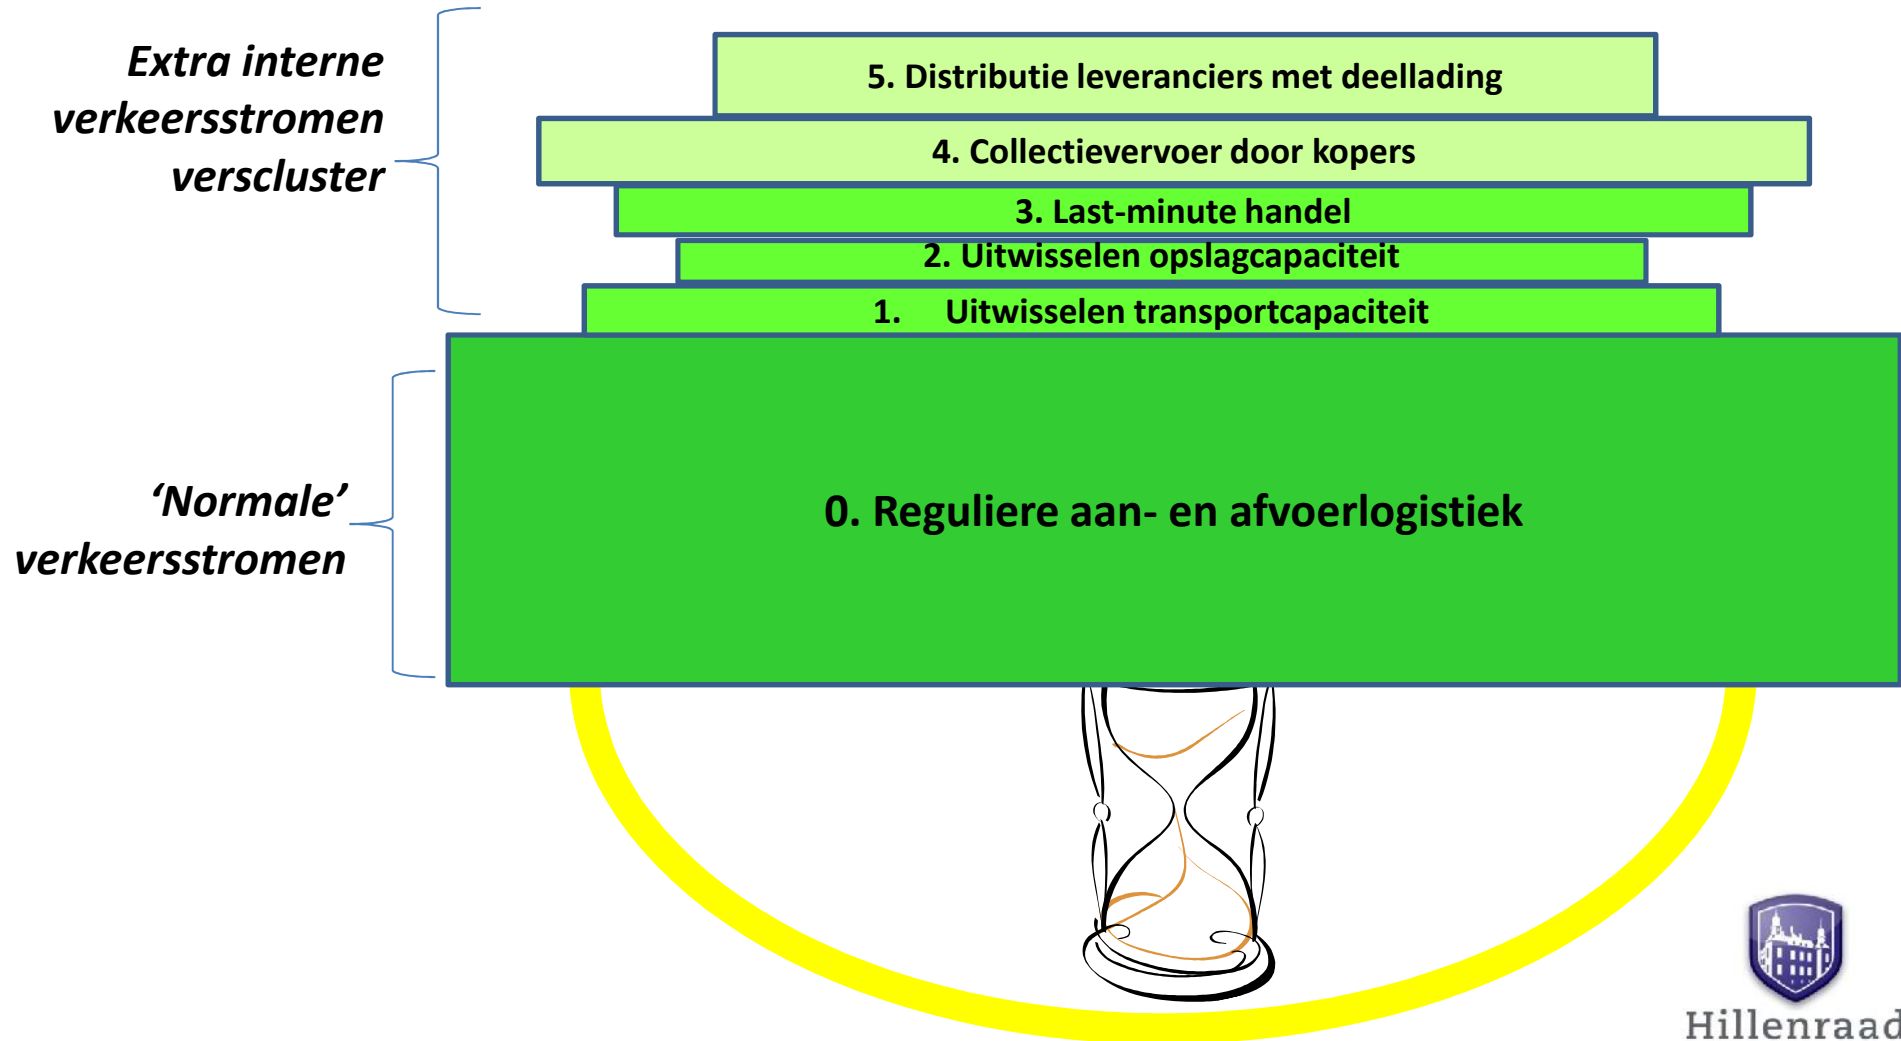 Extra interne
verkeersstromen
verscluster
5. Distributie leveranciers met deellading
4. Collectievervoer door kopers
3. Last-minute handel
2. Uitwisselen opslagcapaciteit
1. Uitwisselen transportcapaciteit
‘Normale’
verkeersstromen
0. Reguliere aan- en afvoerlogistiek
Hillenraad